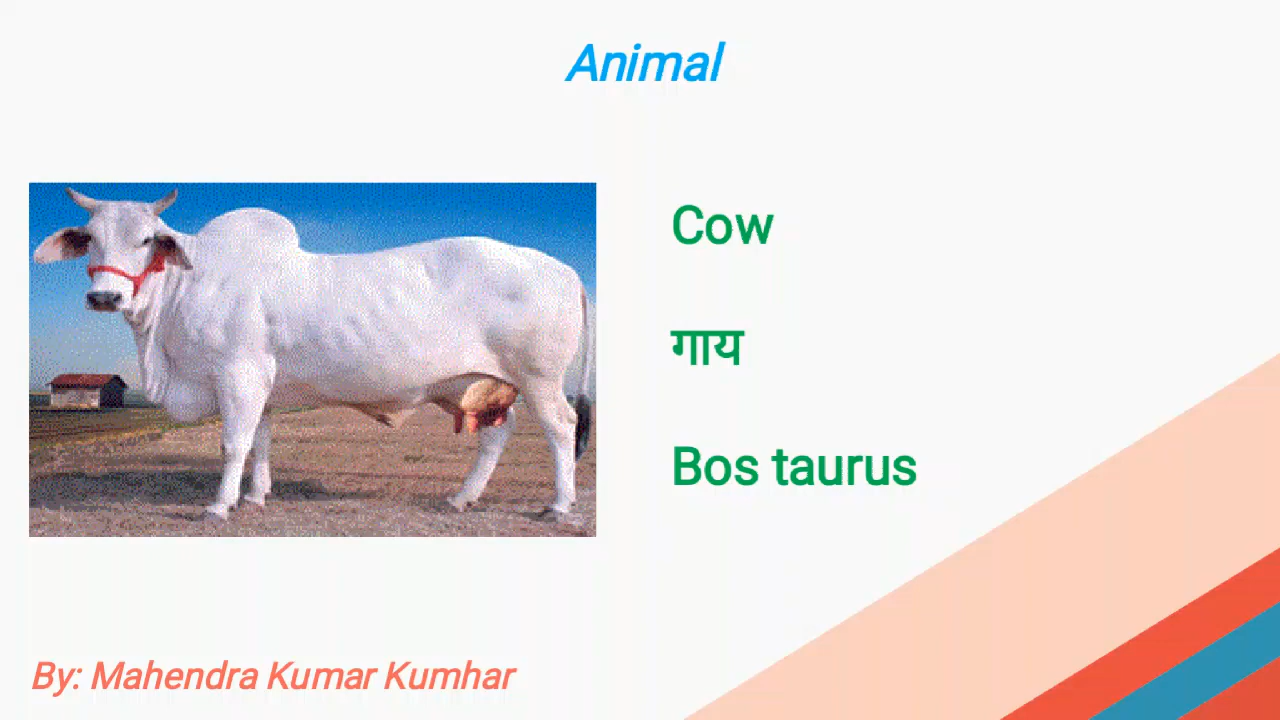 Animal
Cow
गाय
Bos taurus
By: Mahendra Kumar Kumhar